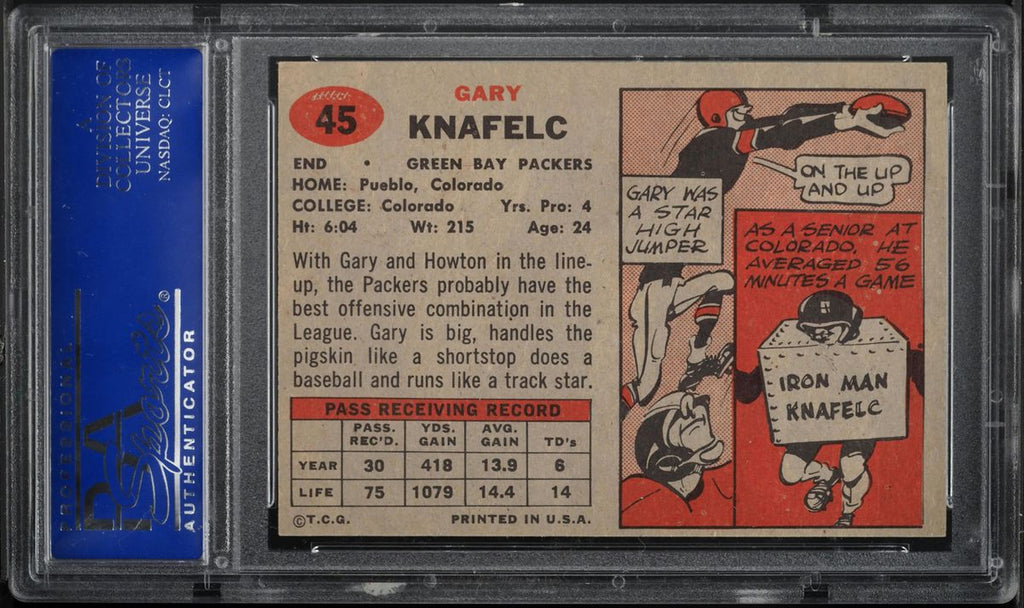 A
DIVISION OF
COLLECTORS
UNIVERSE
NASDAQ: CLCT
PROFESSIONAL
PSA
Sports®
AUTHENTICATOR
45
GARY
KNAFELC
END • GREEN BAY PACKERS
HOME: Pueblo, Colorado
COLLEGE: Colorado Yrs. Pro: 4
Ht: 6:04 Wt: 215 Age: 24
With Gary and Howton in the line-
up, the Packers probably have the
best offensive combination in the
League. Gary is big, handles the
pigskin like a shortstop does a
baseball and runs like a track star.
PASS RECEIVING RECORD
PASS. REC'D. YDS. GAIN AVG. GAIN TD's
YEAR 30 418 13.9 6
LIFE 75 1079 14.4 14
©T.C.G. PRINTED IN U.S.A.
GARY WAS
A STAR
HIGH
JUMPER
ON THE UP
AND UP
AS A SENIOR AT
COLORADO, HE
AVERAGED 56
MINUTES A GAME
IRON MAN
KNAFELC